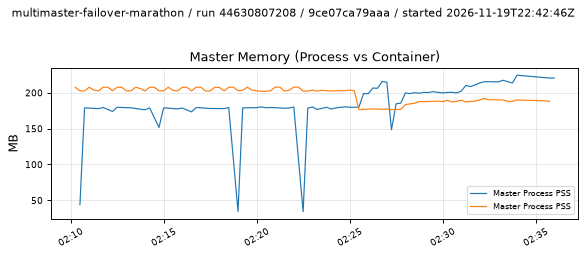 multimaster-failover-marathon / run 44630807208 / 9ce07ca79aaa / started 2026-11-19T22:42:46Z
Master Memory (Process vs Container)
MB
200
150
100
50
Master Process PSS
Master Process PSS
02:10
02:15
02:20
02:25
02:30
02:35